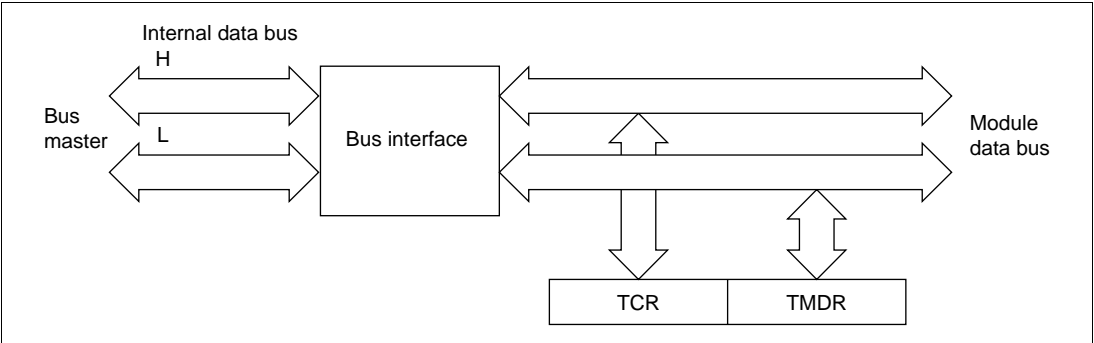 Internal data bus
H
Bus
master
L
Bus interface
Module
data bus
TCR
TMDR